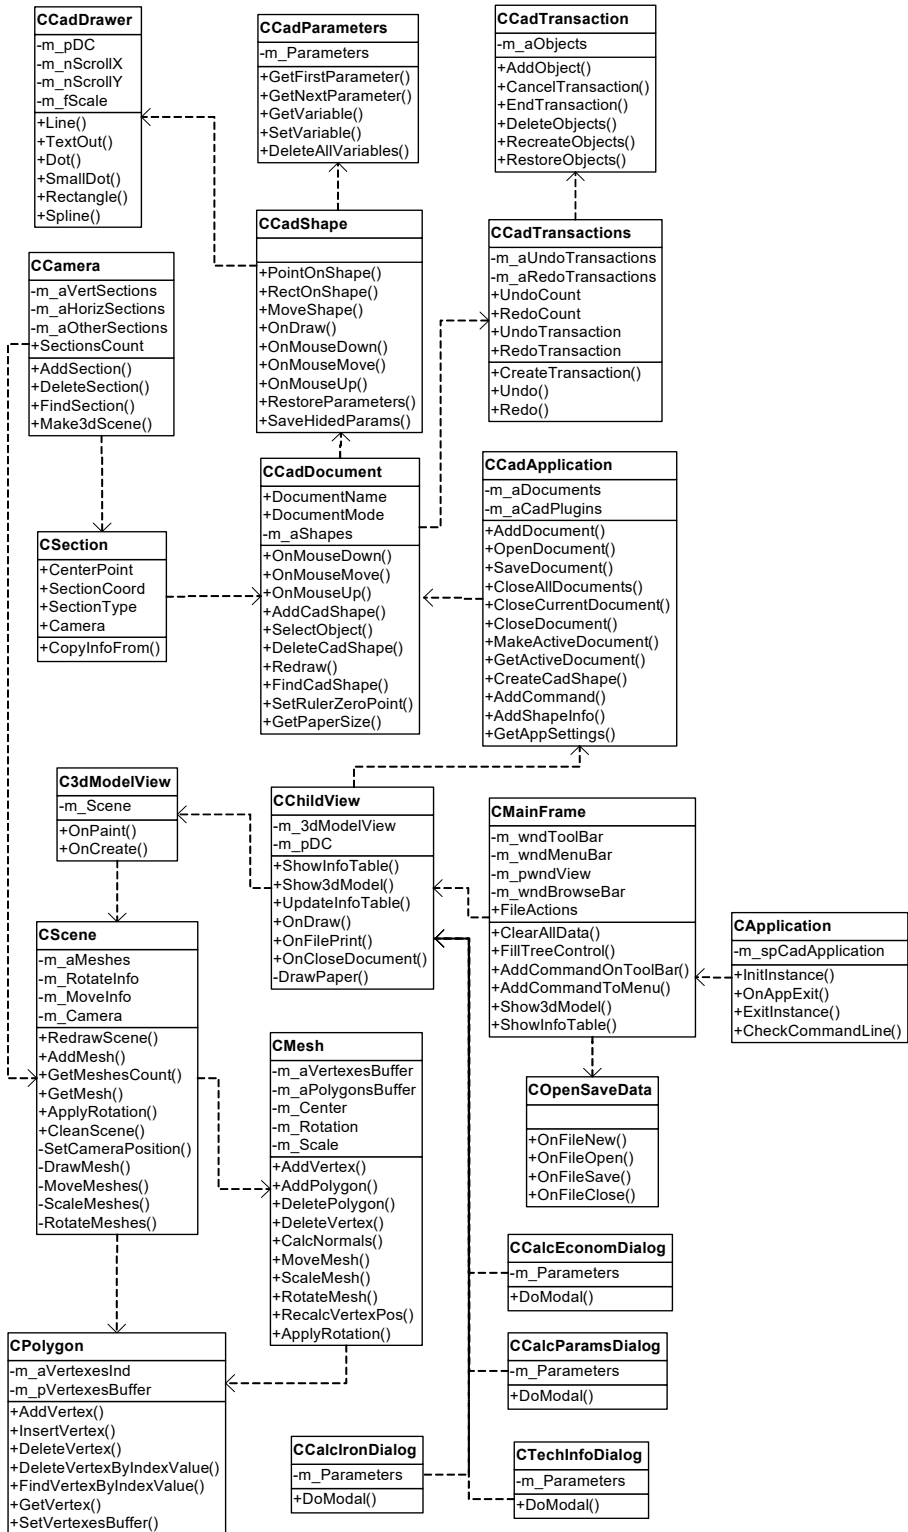 CCadDrawer
-m_pDC
-m_nScrollX
-m_nScrollY
-m_fScale
+Line()
+TextOut()
+Dot()
+SmallDot()
+Rectangle()
+Spline()
CCadParameters
-m_Parameters
+GetFirstParameter()
+GetNextParameter()
+GetVariable()
+SetVariable()
+DeleteAllVariables()
CCadTransaction
-m_aObjects
+AddObject()
+CancelTransaction()
+EndTransaction()
+DeleteObjects()
+RecreateObjects()
+RestoreObjects()
CCadShape
+PointOnShape()
+RectOnShape()
+MoveShape()
+OnDraw()
+OnMouseDown()
+OnMouseMove()
+OnMouseUp()
+RestoreParameters()
+SaveHidedParams()
CCadTransactions
-m_aUndoTransactions
-m_aRedoTransactions
+UndoCount
+RedoCount
+UndoTransaction
+RedoTransaction
+CreateTransaction()
+Undo()
+Redo()
CCamera
-m_aVertSections
-m_aHorizSections
-m_aOtherSections
+SectionsCount
+AddSection()
+DeleteSection()
+FindSection()
+Make3dScene()
CCadDocument
+DocumentName
+DocumentMode
-m_aShapes
+OnMouseDown()
+OnMouseMove()
+OnMouseUp()
+AddCadShape()
+SelectObject()
+DeleteCadShape()
+Redraw()
+FindCadShape()
+SetRulerZeroPoint()
+GetPaperSize()
CCadApplication
-m_aDocuments
-m_aCadPlugins
+AddDocument()
+OpenDocument()
+SaveDocument()
+CloseAllDocuments()
+CloseCurrentDocument()
+CloseDocument()
+MakeActiveDocument()
+GetActiveDocument()
+CreateCadShape()
+AddCommand()
+AddShapeInfo()
+GetAppSettings()
CSection
+CenterPoint
+SectionCoord
+SectionType
+Camera
+CopyInfoFrom()
C3dModelView
-m_Scene
+OnPaint()
+OnCreate()
CChildView
-m_3dModelView
-m_pDC
+ShowInfoTable()
+Show3dModel()
+UpdateInfoTable()
+OnDraw()
+OnFilePrint()
+OnCloseDocument()
-DrawPaper()
CMainFrame
-m_wndToolBar
-m_wndMenuBar
-m_pwndView
-m_wndBrowseBar
+FileActions
+ClearAllData()
+FillTreeControl()
+AddCommandOnToolBar()
+AddCommandToMenu()
+Show3dModel()
+ShowInfoTable()
CApplication
-m_spCadApplication
+InitInstance()
+OnAppExit()
+ExitInstance()
+CheckCommandLine()
CScene
-m_aMeshes
-m_RotateInfo
-m_MoveInfo
-m_Camera
+RedrawScene()
+AddMesh()
+GetMeshesCount()
+GetMesh()
+ApplyRotation()
+CleanScene()
-SetCameraPosition()
-DrawMesh()
-MoveMeshes()
-ScaleMeshes()
-RotateMeshes()
CMesh
-m_aVertexesBuffer
-m_aPolygonsBuffer
-m_Center
-m_Rotation
-m_Scale
+AddVertex()
+AddPolygon()
+DeletePolygon()
+DeleteVertex()
+CalcNormals()
+MoveMesh()
+ScaleMesh()
+RotateMesh()
+RecalcVertexPos()
+ApplyRotation()
COpenSaveData
+OnFileNew()
+OnFileOpen()
+OnFileSave()
+OnFileClose()
CCalcEconomDialog
-m_Parameters
+DoModal()
CPolygon
-m_aVertexesInd
-m_pVertexesBuffer
+AddVertex()
+InsertVertex()
+DeleteVertex()
+DeleteVertexByIndexValue()
+FindVertexByIndexValue()
+GetVertex()
+SetVertexesBuffer()
CCalcParamsDialog
-m_Parameters
+DoModal()
CCalcIronDialog
-m_Parameters
+DoModal()
CTechInfoDialog
-m_Parameters
+DoModal()